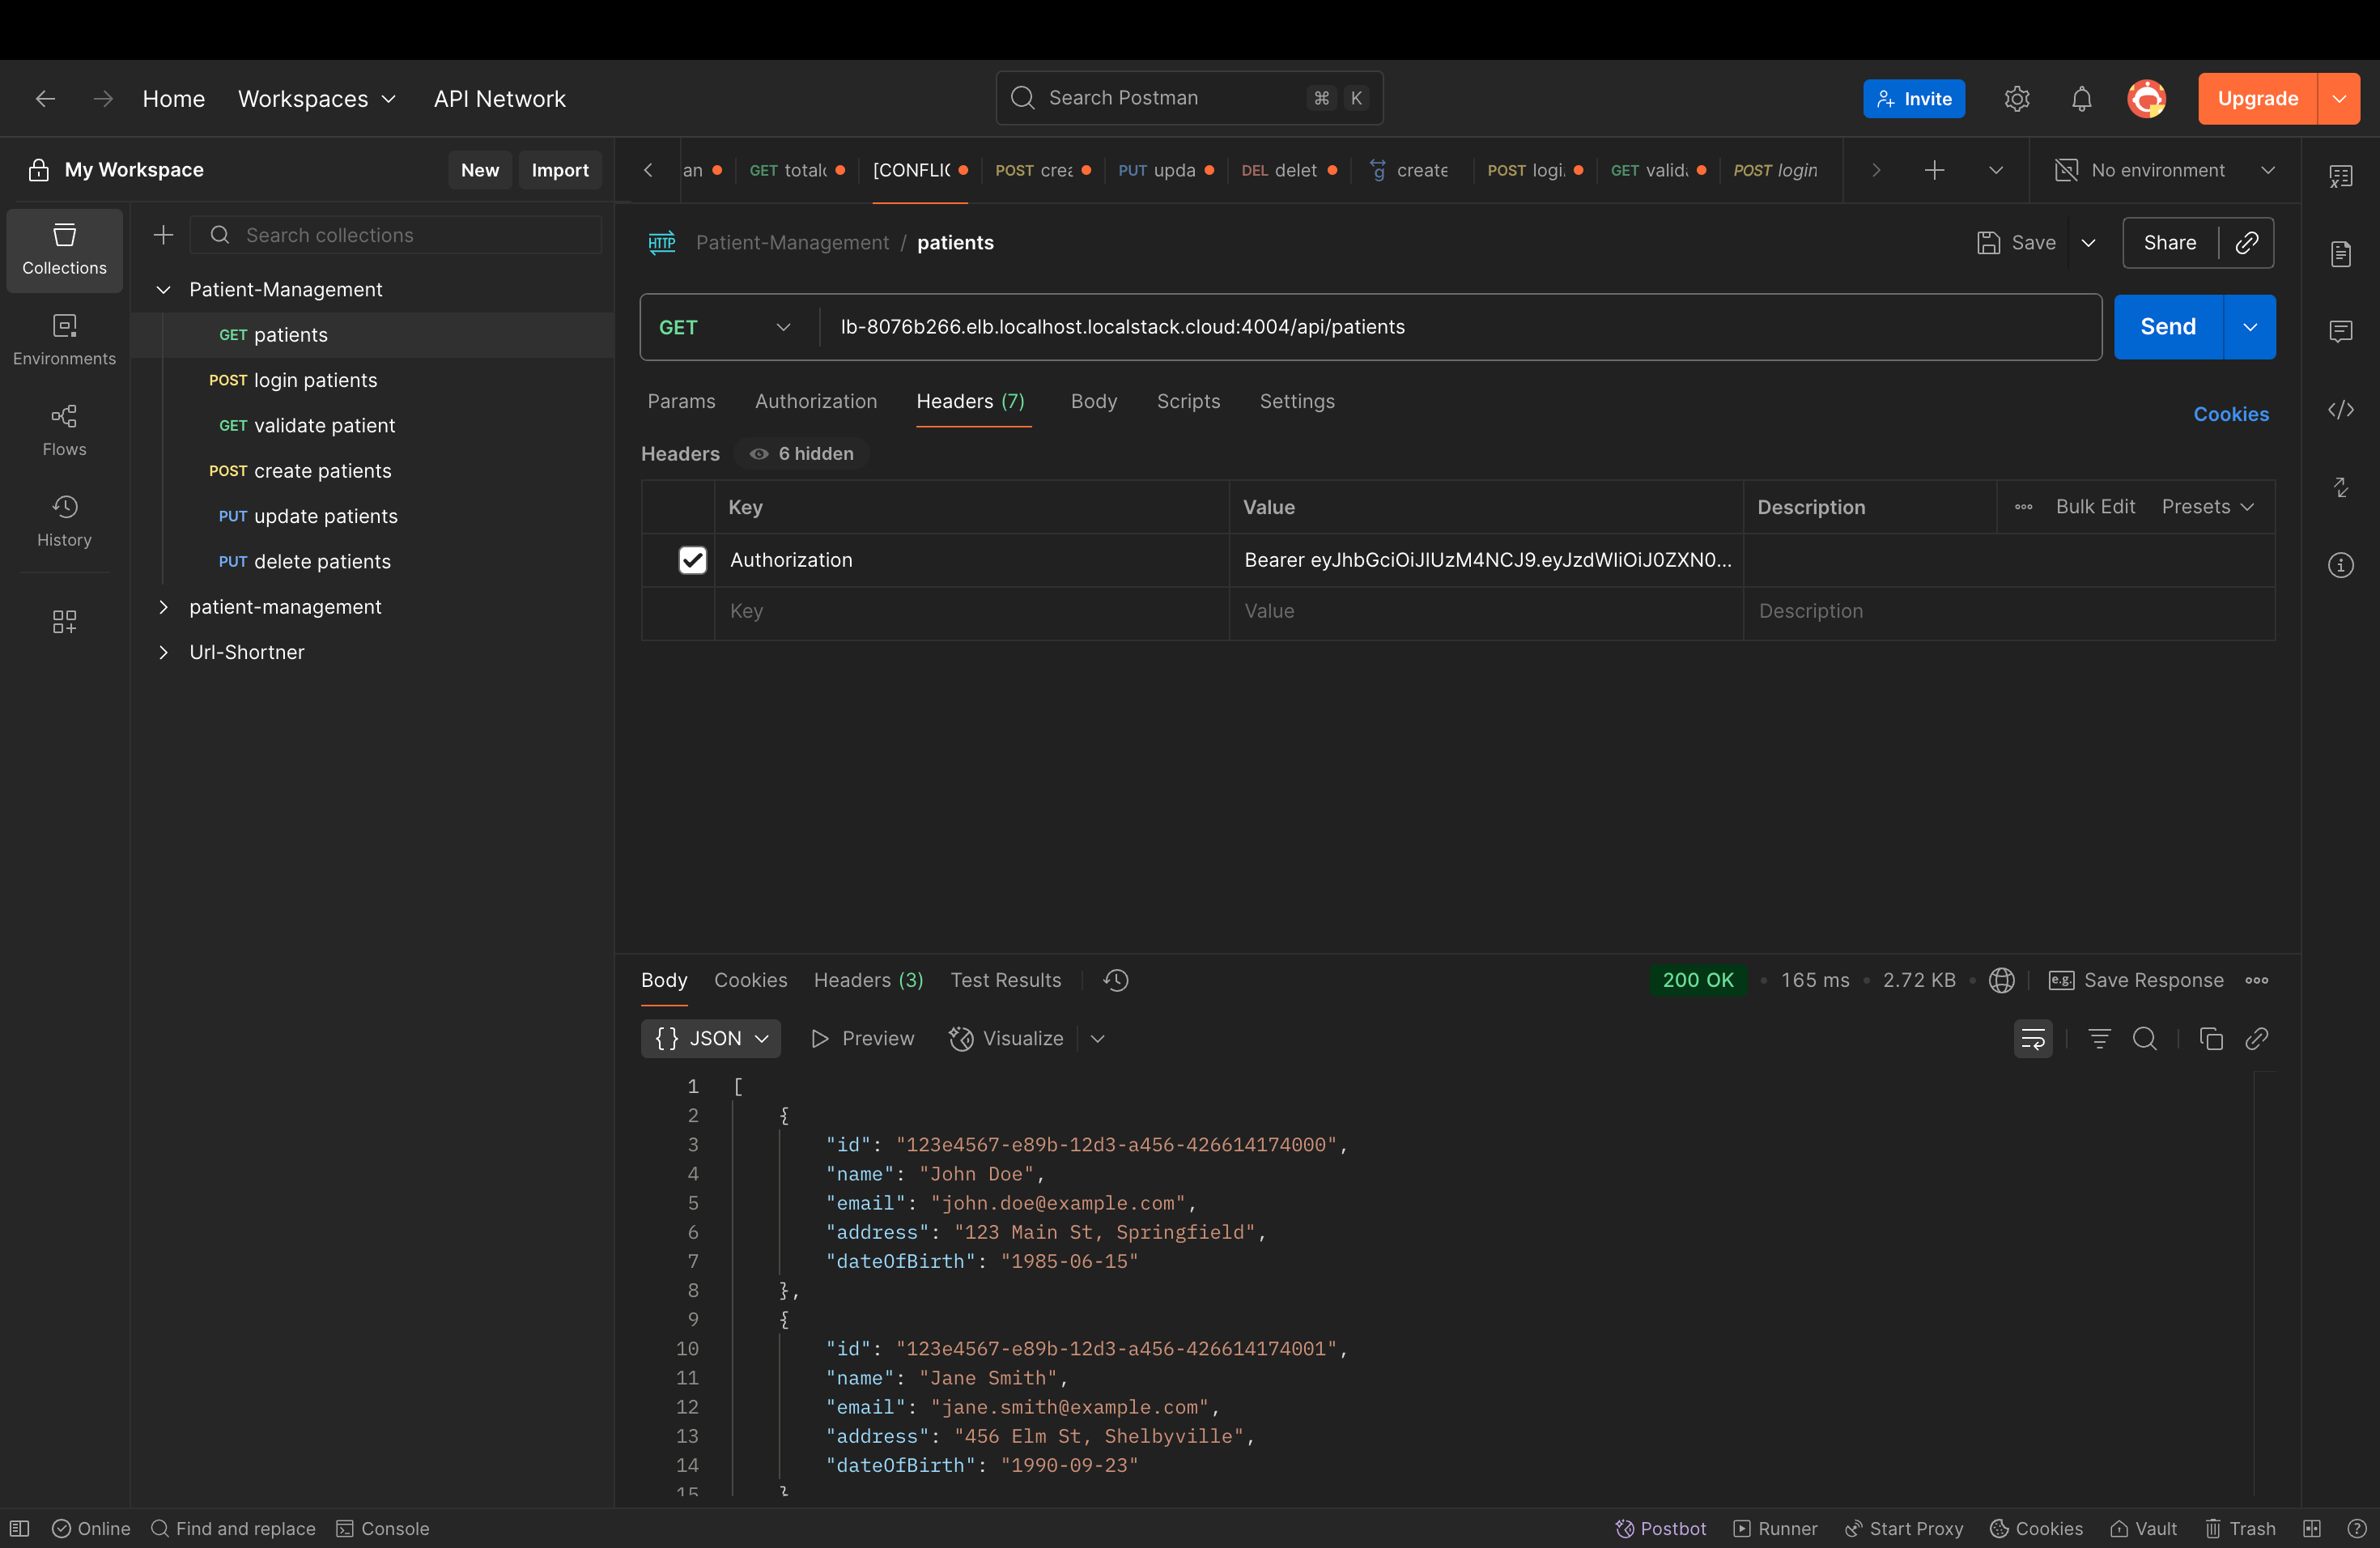 Home Workspaces API Network Search Postman ⌘ K Invite Upgrade
My Workspace New Import
an GET totalc [CONFLIC POST crea PUT upda DEL delet create POST logi. GET valid. POST login No environment
Collections
Environments
Flows
History
Search collections
Patient-Management
GET patients
POST login patients
GET validate patient
POST create patients
PUT update patients
PUT delete patients
patient-management
Url-Shortner
HTTP Patient-Management / patients Save Share
GET lb-8076b266.elb.localhost.localstack.cloud:4004/api/patients Send
Params Authorization Headers (7) Body Scripts Settings Cookies
Headers 6 hidden
Key Value Description Bulk Edit Presets
Authorization Bearer eyJhbGciOiJIUzM4NCJ9.eyJzdWIiOiJ0ZXN0...
Key Value Description
Body Cookies Headers (3) Test Results 200 OK • 165 ms • 2.72 KB • e.g. Save Response
{} JSON Preview Visualize
1 [
2 {
3 "id": "123e4567-e89b-12d3-a456-426614174000",
4 "name": "John Doe",
5 "email": "john.doe@example.com",
6 "address": "123 Main St, Springfield",
7 "dateOfBirth": "1985-06-15"
8 },
9 {
10 "id": "123e4567-e89b-12d3-a456-426614174001",
11 "name": "Jane Smith",
12 "email": "jane.smith@example.com",
13 "address": "456 Elm St, Shelbyville",
14 "dateOfBirth": "1990-09-23"
15 }
Online Find and replace Console Postbot Runner Start Proxy Cookies Vault Trash